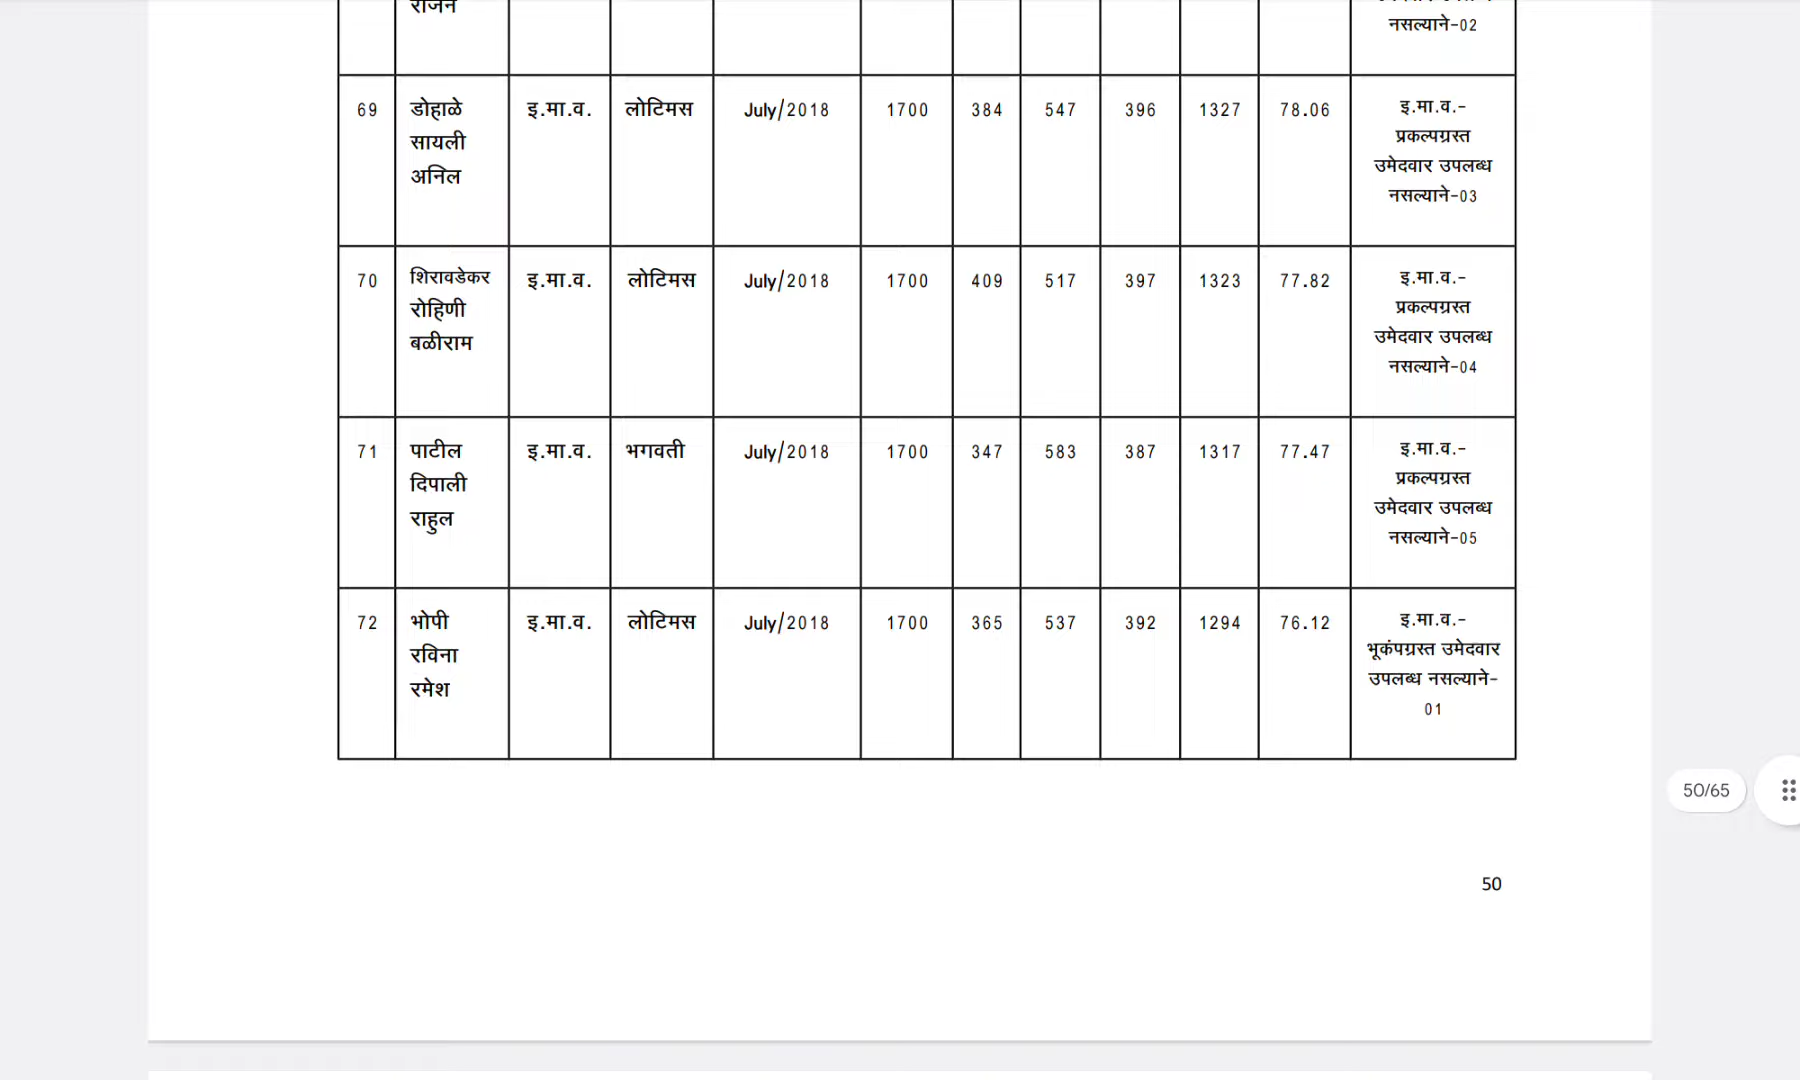 राजन
नसल्याने-02
69 डोहाळे सायली अनिल इ.मा.व. लोटिमस July/2018 1700 384 547 396 1327 78.06 इ.मा.व.- प्रकल्पग्रस्त उमेदवार उपलब्ध नसल्याने-03
70 शिरावडेकर रोहिणी बळीराम इ.मा.व. लोटिमस July/2018 1700 409 517 397 1323 77.82 इ.मा.व.- प्रकल्पग्रस्त उमेदवार उपलब्ध नसल्याने-04
71 पाटील दिपाली राहुल इ.मा.व. भगवती July/2018 1700 347 583 387 1317 77.47 इ.मा.व.- प्रकल्पग्रस्त उमेदवार उपलब्ध नसल्याने-05
72 भोपी रविना रमेश इ.मा.व. लोटिमस July/2018 1700 365 537 392 1294 76.12 इ.मा.व.- भूकंपग्रस्त उमेदवार उपलब्ध नसल्याने-01
50/65
50